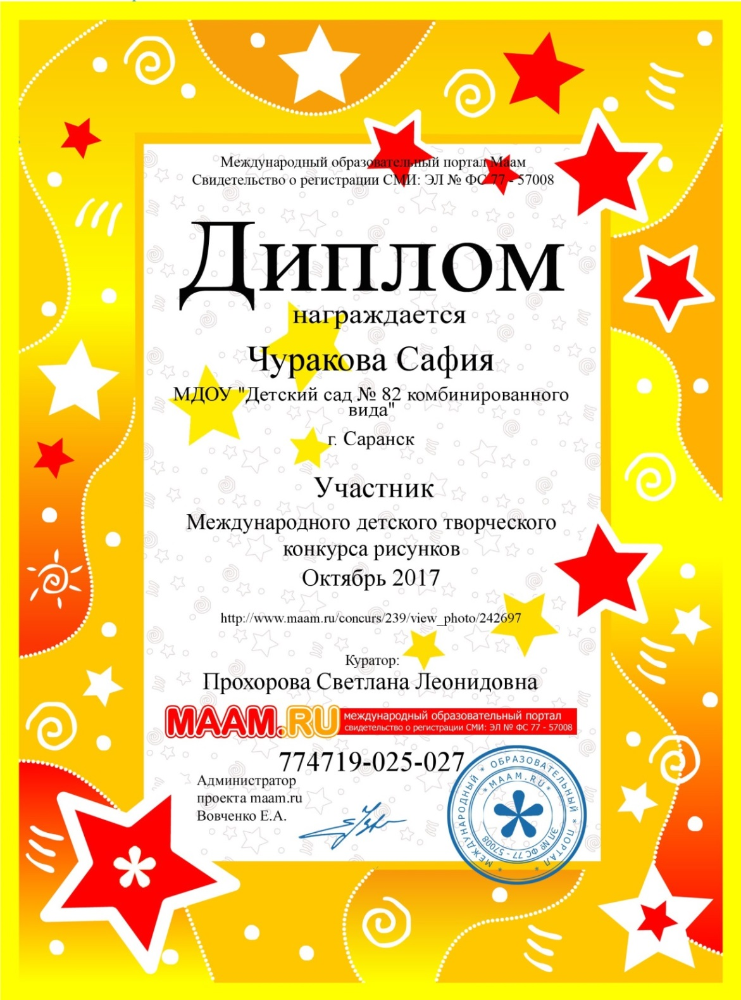 Международный образовательный портал Маам
Свидетельство о регистрации СМИ: ЭЛ № ФС 77 - 57008
Диплом
награждается
Чуракова Сафия
МДОУ "Детский сад № 82 комбинированного
вида"
г. Саранск
Участник
Международного детского творческого
конкурса рисунков
Октябрь 2017
http://www.maam.ru/concurs/239/view_photo/242697
Куратор:
Прохорова Светлана Леонидовна
MAAM.RU
международный образовательный портал
свидетельство о регистрации СМИ: ЭЛ № ФС 77 - 57008
774719-025-027
Администратор
проекта maam.ru
Вовченко Е.А.
МЕЖДУНАРОДНЫЙ * ОБРАЗОВАТЕЛЬНЫЙ * ПОРТАЛ
* MAAM.RU *
ЭЛ № ФС 77 - 57008